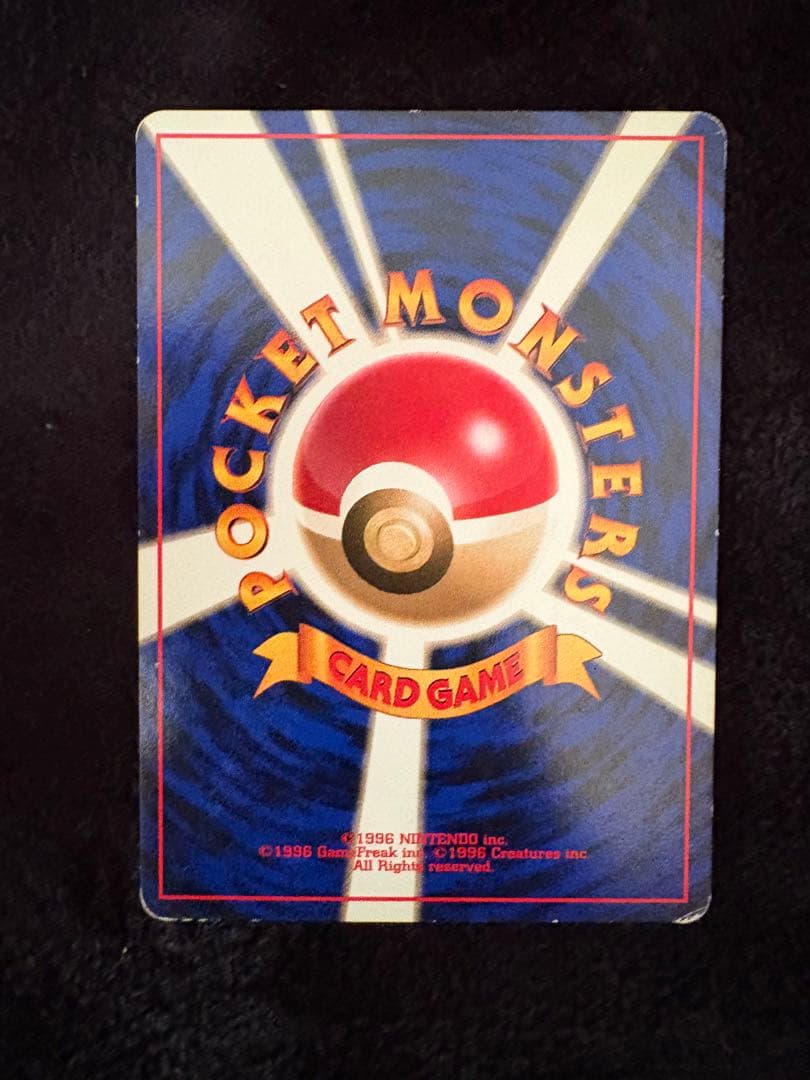 POCKET MONSTERS
CARD GAME
©1996 NINTENDO inc.
©1996 GameFreak inc. ©1996 Creatures inc.
All Rights reserved.